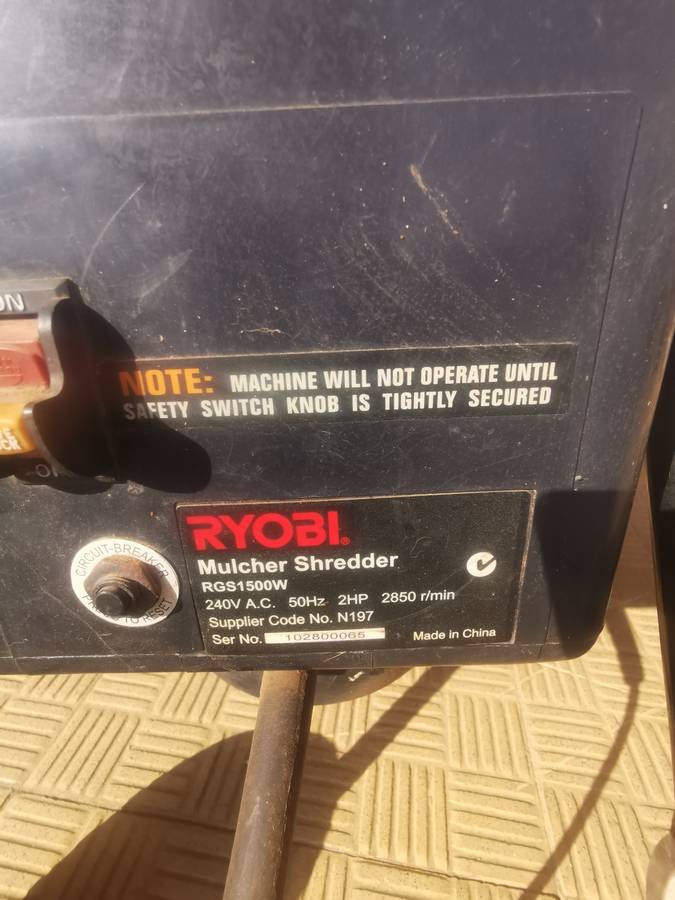 ON
NOTE: MACHINE WILL NOT OPERATE UNTIL
SAFETY SWITCH KNOB IS TIGHTLY SECURED
CIRCUIT-BREAKER
TO RESET
RYOBI®
Mulcher Shredder
RGS1500W
240V A.C. 50Hz 2HP 2850 r/min
Supplier Code No. N197
Ser No. 102800065 Made in China